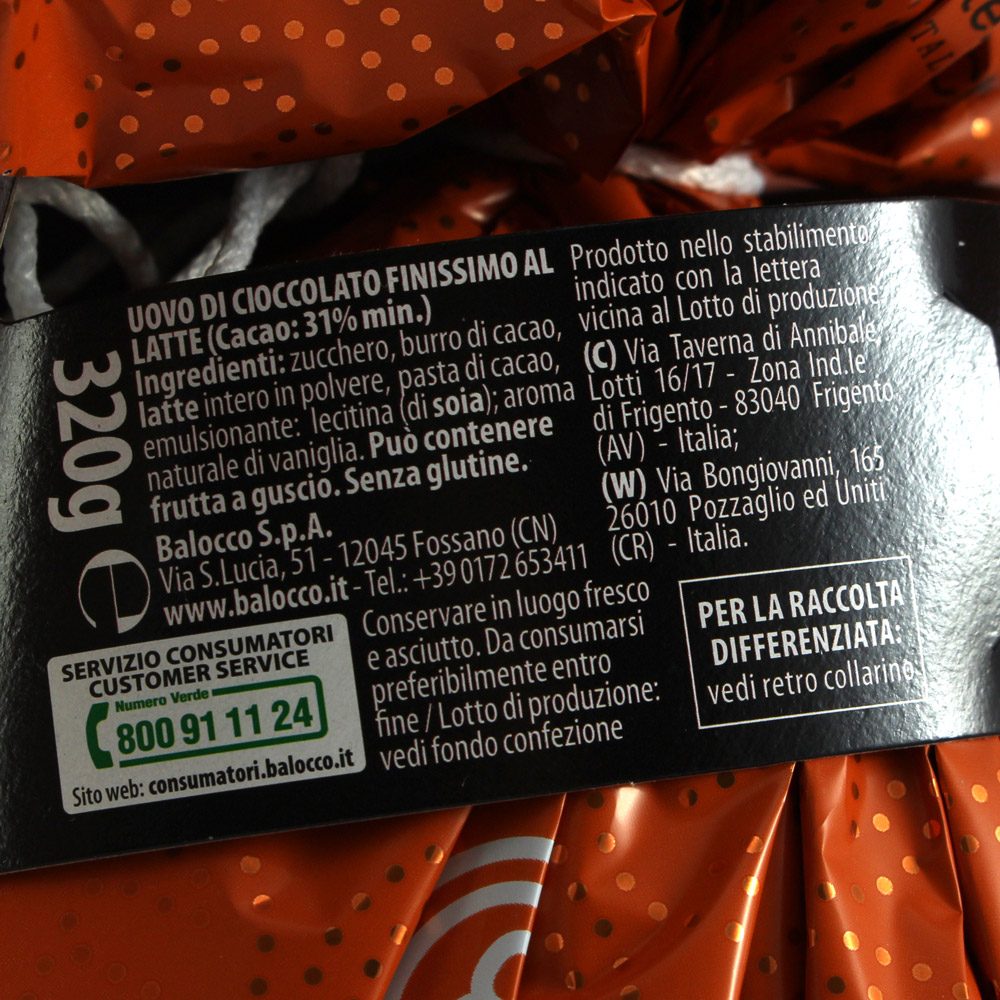 UOVO DI CIOCCOLATO FINISSIMO AL
LATTE (Cacao: 31% min.)
Ingredienti: zucchero, burro di cacao,
latte intero in polvere, pasta di cacao,
emulsionante: lecitina (di soia); aroma
naturale di vaniglia. Può contenere
frutta a guscio. Senza glutine.
Balocco S.p.A.
Via S.Lucia, 51 - 12045 Fossano (CN)
www.balocco.it - Tel.: +39 0172 653411
320g e
SERVIZIO CONSUMATORI
CUSTOMER SERVICE
Numero Verde
800 91 11 24
Sito web: consumatori.balocco.it
Conservare in luogo fresco
e asciutto. Da consumarsi
preferibilmente entro
fine / Lotto di produzione:
vedi fondo confezione
Prodotto nello stabilimento
indicato con la lettera
vicina al Lotto di produzione:
(C) Via Taverna di Annibale,
Lotti 16/17 - Zona Ind.le
di Frigento - 83040 Frigento
(AV) - Italia;
(W) Via Bongiovanni, 165
26010 Pozzaglio ed Uniti
(CR) - Italia.
PER LA RACCOLTA
DIFFERENZIATA:
vedi retro collarino